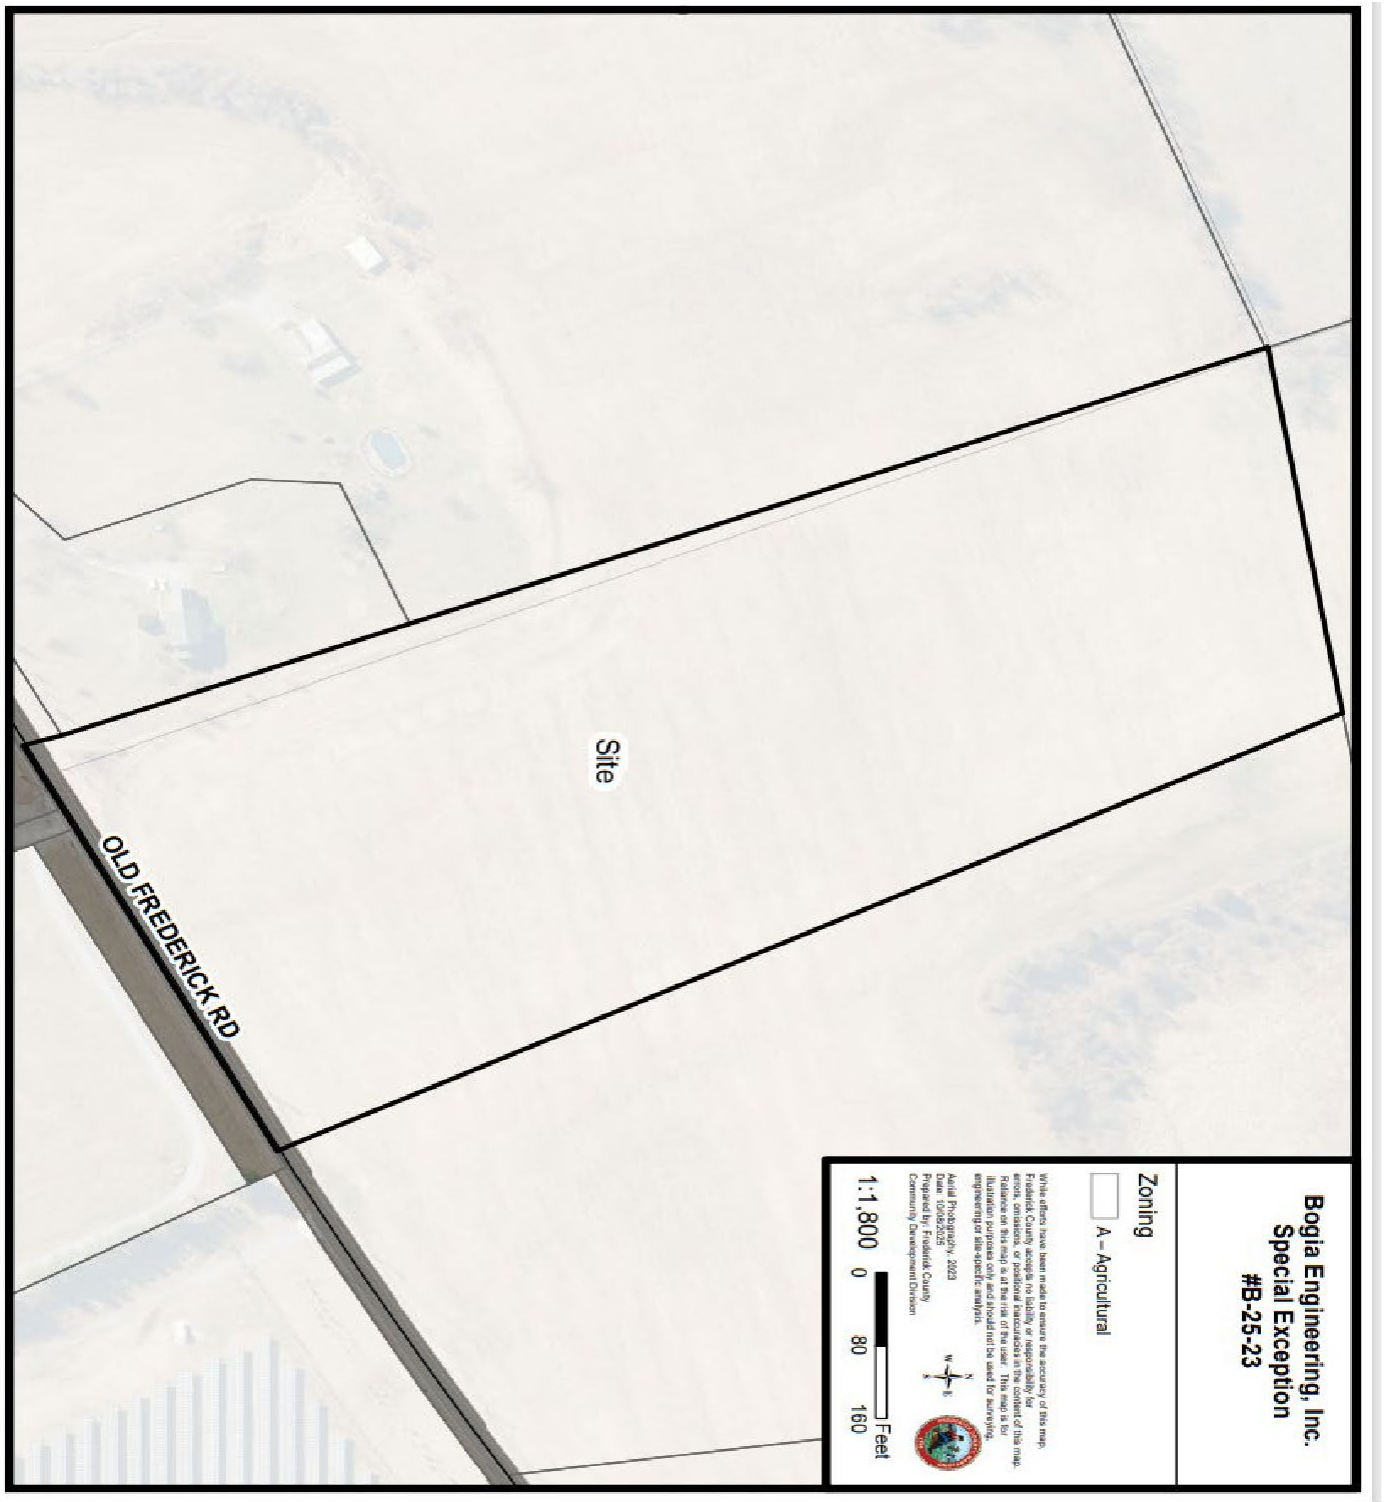 Bogia Engineering, Inc.
Special Exception
#B-25-23
Zoning
A – Agricultural
While efforts have been made to ensure the accuracy of this map,
Frederick County accepts no liability or responsibility for
errors, omissions, or positional inaccuracies in the content of this map.
Reliance on this map is at the risk of the user. This map is for
illustration purposes only and should not be used for surveying,
engineering, or site-specific analysis.
Aerial Photography, 2023
Date: 10/08/2025
Prepared by: Frederick County
Community Development Division
N
W E
S
1:1,800
0 80 160 Feet
Site
OLD FREDERICK RD